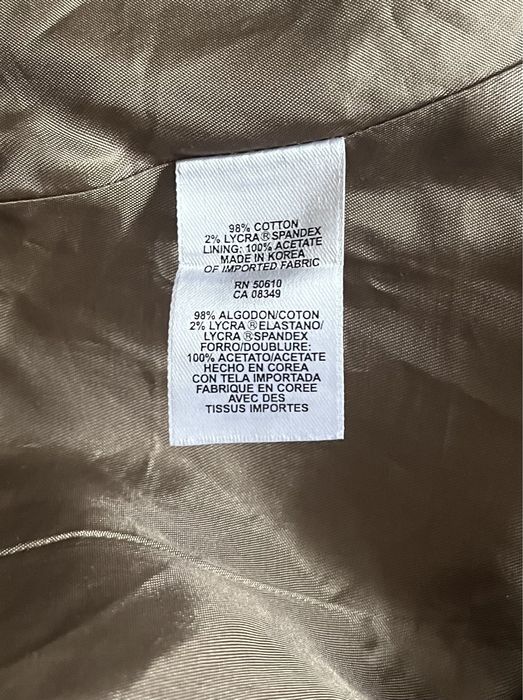 98% COTTON
2% LYCRA®SPANDEX
LINING: 100% ACETATE
MADE IN KOREA
OF IMPORTED FABRIC
RN 50610
CA 08349
98% ALGODON/COTON
2% LYCRA®ELASTANO/
LYCRA®SPANDEX
FORRO/DOUBLURE:
100% ACETATO/ACETATE
HECHO EN COREA
CON TELA IMPORTADA
FABRIQUE EN COREE
AVEC DES
TISSUS IMPORTES